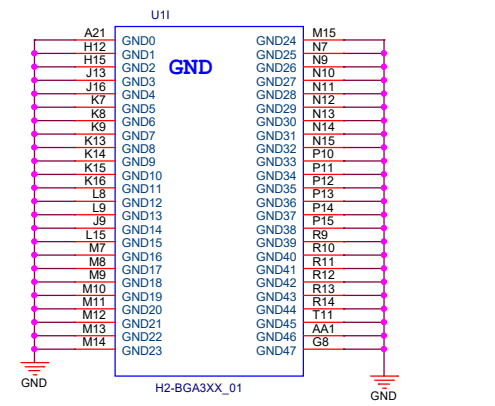 U1I
GND
A21 GND0 GND24 M15
H12 GND1 GND25 N7
H15 GND2 GND26 N9
J13 GND3 GND27 N10
J16 GND4 GND28 N11
K7 GND5 GND29 N12
K8 GND6 GND30 N13
K9 GND7 GND31 N14
K13 GND8 GND32 N15
K14 GND9 GND33 P10
K15 GND10 GND34 P11
K16 GND11 GND35 P12
L8 GND12 GND36 P13
L9 GND13 GND37 P14
J9 GND14 GND38 P15
L15 GND15 GND39 R9
M7 GND16 GND40 R10
M8 GND17 GND41 R11
M9 GND18 GND42 R12
M10 GND19 GND43 R13
M11 GND20 GND44 R14
M12 GND21 GND45 T11
M13 GND22 GND46 AA1
M14 GND23 GND47 G8
GND
H2-BGA3XX_01
GND